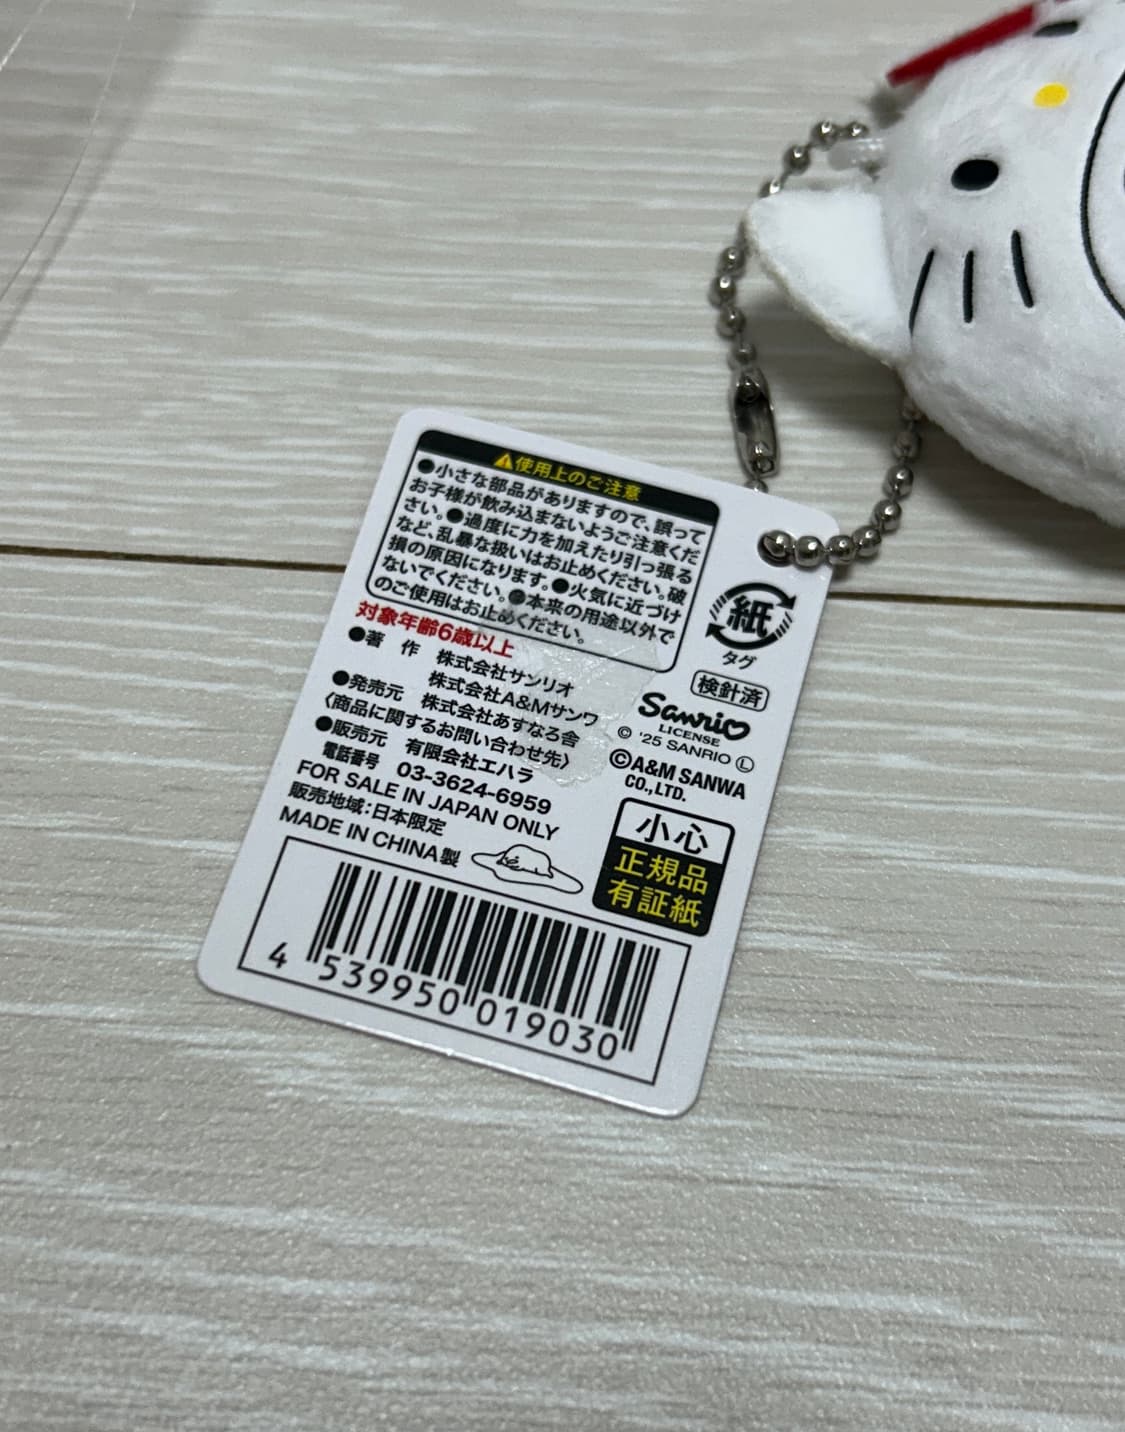 ⚠使用上のご注意
●小さな部品がありますので、誤って
お子様が飲み込まないようご注意くだ
さい。●過度に力を加えたり引っ張る
など、乱暴な扱いはお止めください。破
損の原因になります。●火気に近づけ
ないでください。●本来の用途以外で
のご使用はお止めください。
対象年齢6歳以上
●著 作 株式会社サンリオ
株式会社A&Mサンワ
●発売元 株式会社あすなろ舎
〈商品に関するお問い合わせ先〉
●販売元 有限会社エハラ
電話番号 03-3624-6959
FOR SALE IN JAPAN ONLY
販売地域:日本限定
MADE IN CHINA製
紙
タグ
検針済
Sanrio
LICENSE
© '25 SANRIO Ⓛ
©A&M SANWA
CO.,LTD.
小心
正規品
有証紙
4 539950 019030